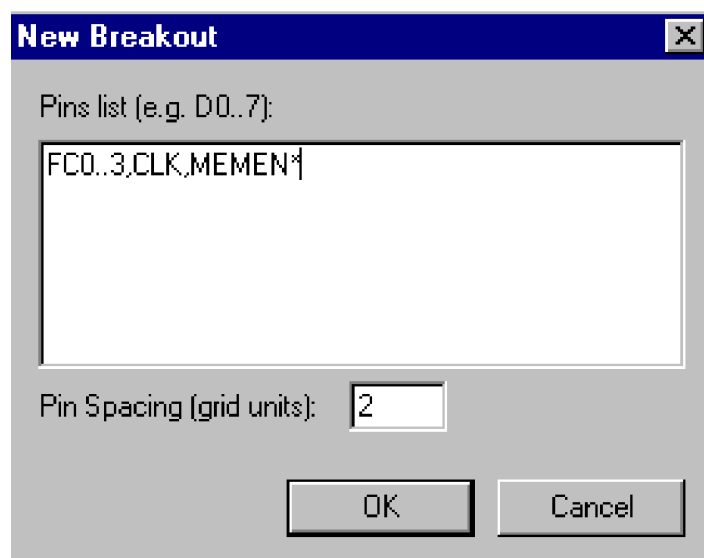 New Breakout
Pins list (e.g. D0..7):
FC0..3,CLK,MEMEN*
Pin Spacing (grid units): 2
OK Cancel